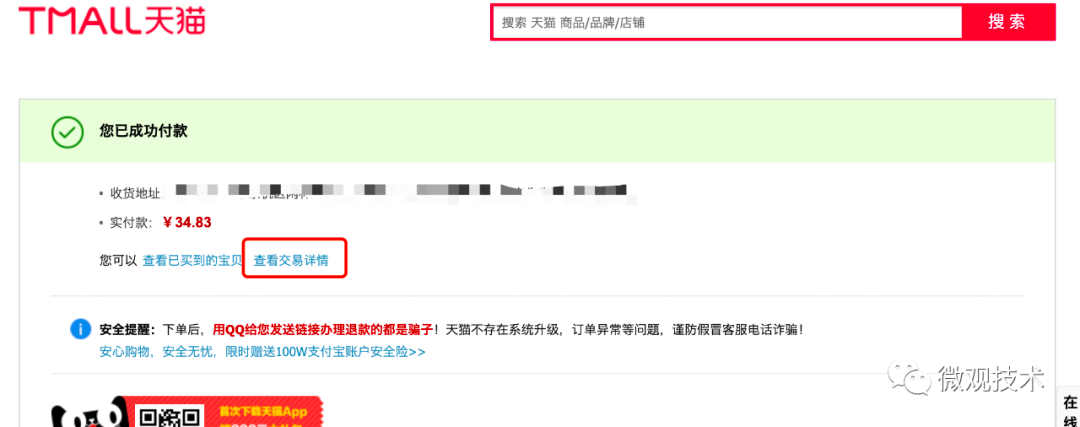 TMALL天猫
搜索 天猫 商品/品牌/店铺
搜 索
您已成功付款
收货地址
实付款: ¥34.83
您可以 查看已买到的宝贝 查看交易详情
安全提醒:下单后,用QQ给您发送链接办理退款的都是骗子!天猫不存在系统升级,订单异常等问题,谨防假冒客服电话诈骗!
安心购物,安全无忧,限时赠送100W支付宝账户安全险>>
微观技术
首次下载天猫App
在
线